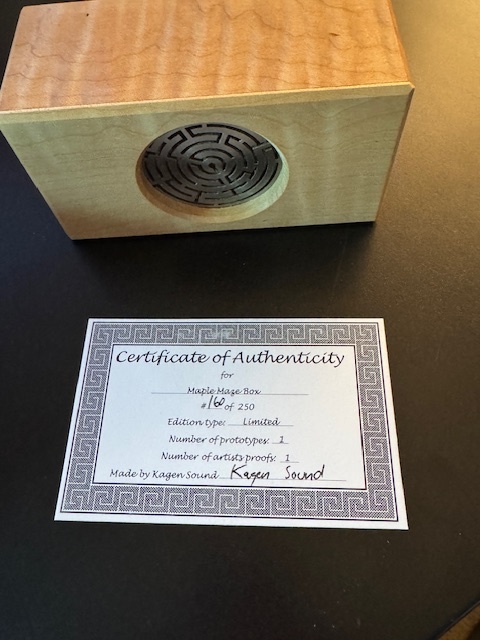 Certificate of Authenticity
for
Maple Maze Box
#160 of 250
Edition type: Limited
Number of prototypes: 1
Number of artists proofs: 1
Made by Kagen Sound Kagen Sound